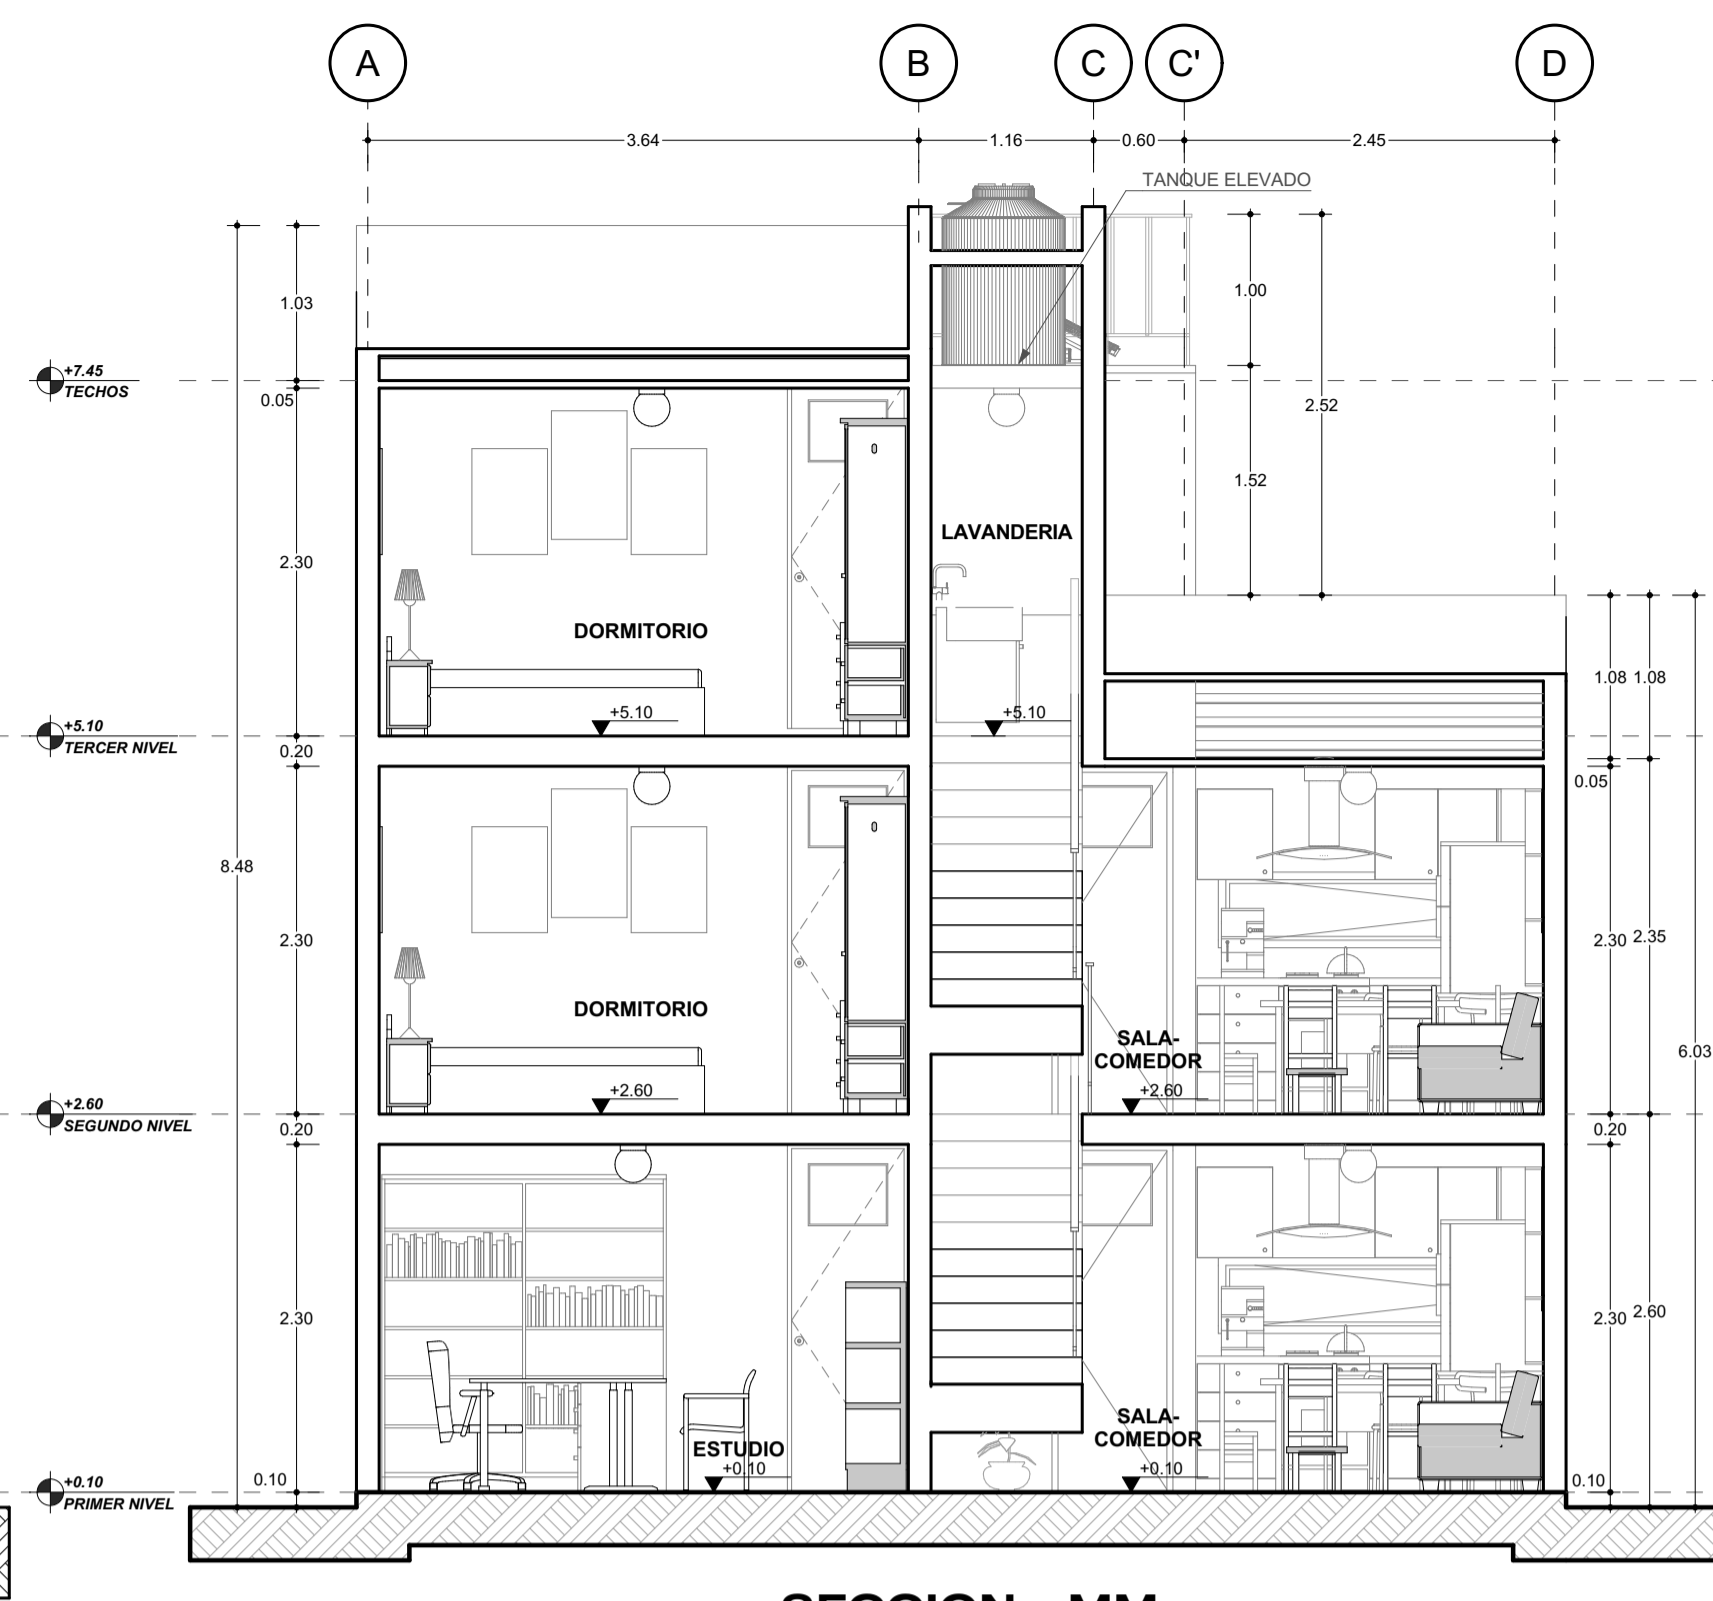 A B C C' D
3.64 1.16 0.60 2.45
TANQUE ELEVADO
1.03
1.00
+7.45
TECHOS
0.05
2.52
1.52
LAVANDERIA
2.30
DORMITORIO
1.08 1.08
+5.10 +5.10
+5.10
TERCER NIVEL
0.20
0.05
8.48
2.30
2.30 2.35
DORMITORIO
SALA-
COMEDOR
6.03
+2.60 +2.60
+2.60
SEGUNDO NIVEL
0.20 0.20
2.30
2.30 2.60
SALA-
COMEDOR
ESTUDIO
+0.10 +0.10
+0.10
PRIMER NIVEL
0.10 0.10